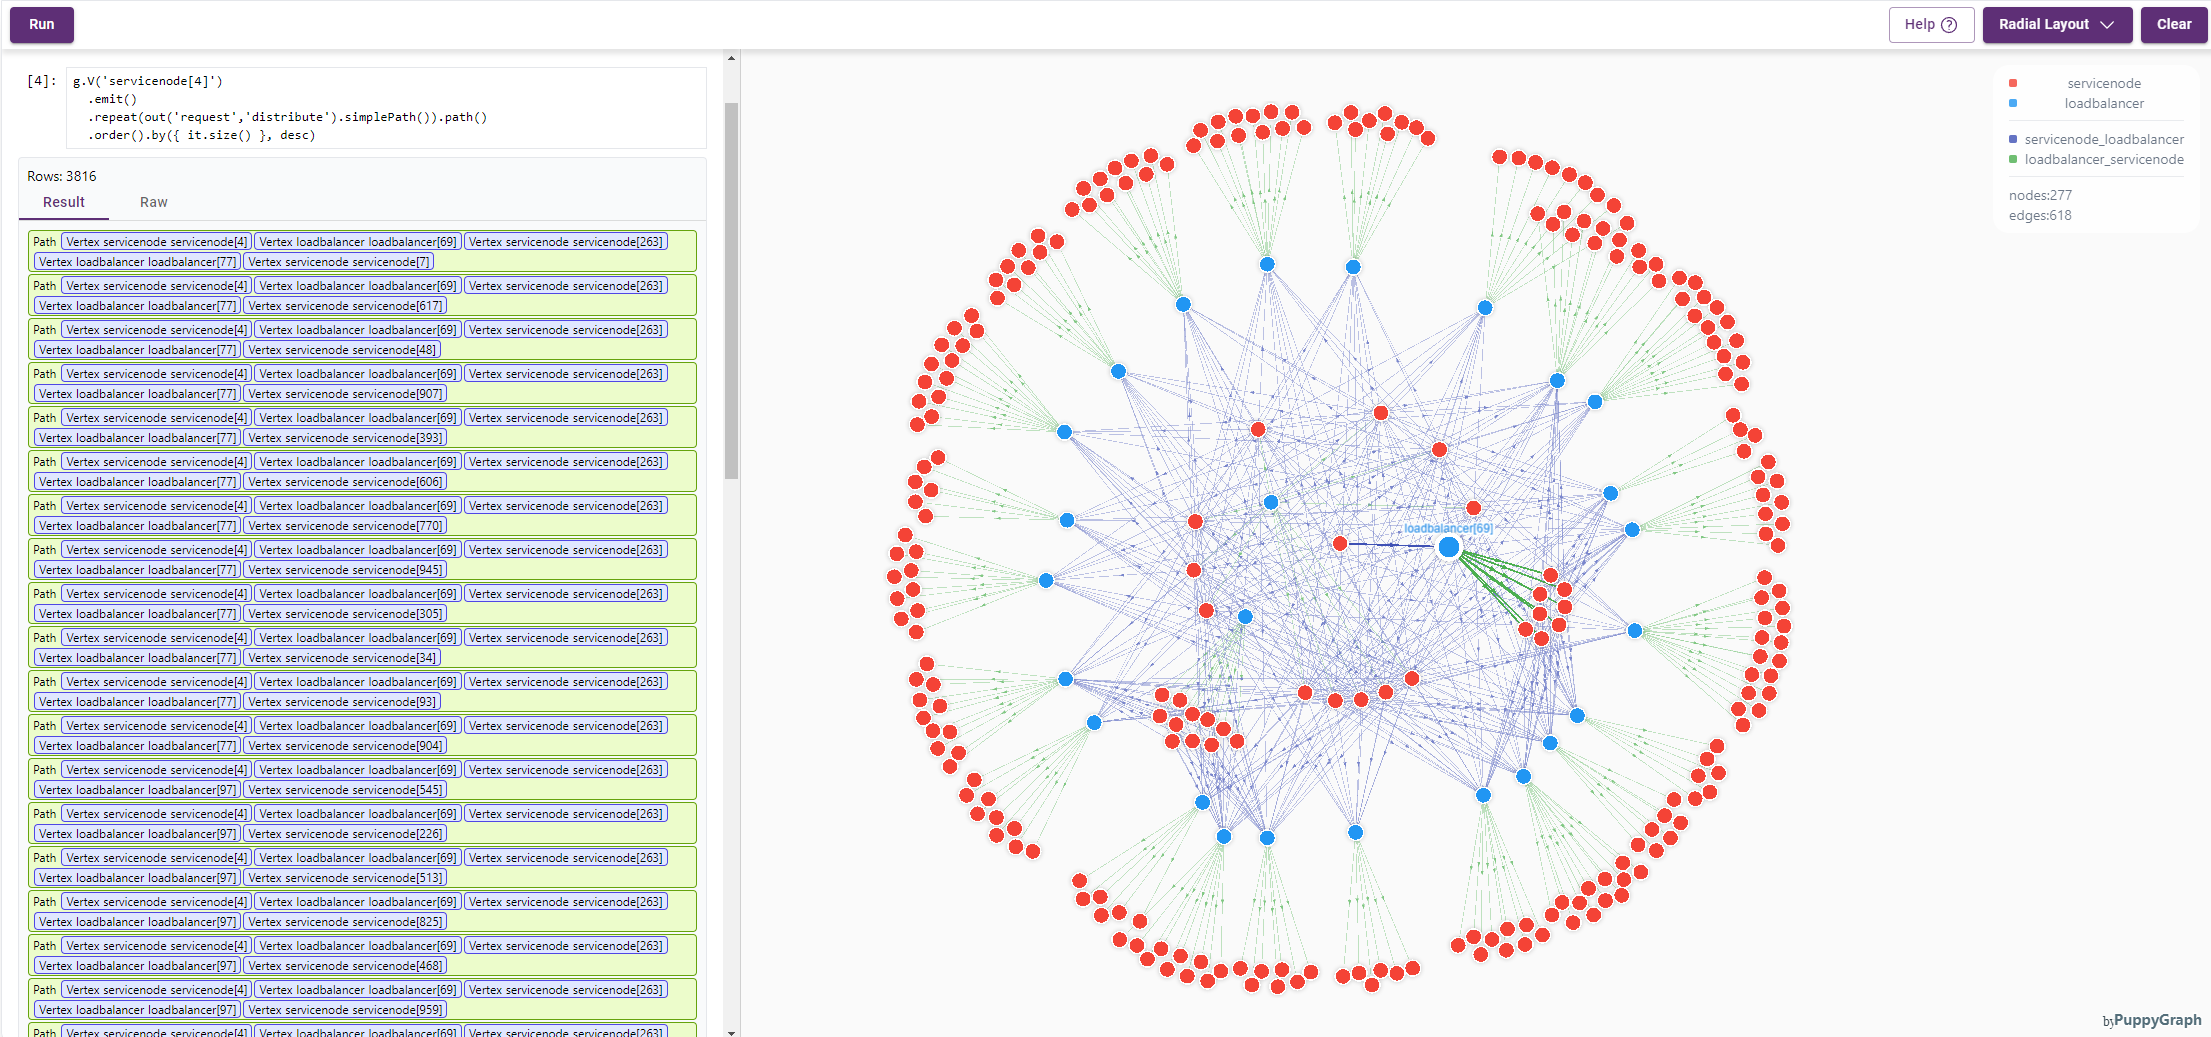 Run
Help ?
Radial Layout
Clear
[4]:
g.V('servicenode[4]')
.emit()
.repeat(out('request','distribute').simplePath()).path()
.order().by({ it.size() }, desc)
Rows: 3816
Result Raw
Path Vertex servicenode servicenode[4] Vertex loadbalancer loadbalancer[69] Vertex servicenode servicenode[263]
Vertex loadbalancer loadbalancer[77] Vertex servicenode servicenode[7]
Path Vertex servicenode servicenode[4] Vertex loadbalancer loadbalancer[69] Vertex servicenode servicenode[263]
Vertex loadbalancer loadbalancer[77] Vertex servicenode servicenode[617]
Path Vertex servicenode servicenode[4] Vertex loadbalancer loadbalancer[69] Vertex servicenode servicenode[263]
Vertex loadbalancer loadbalancer[77] Vertex servicenode servicenode[48]
Path Vertex servicenode servicenode[4] Vertex loadbalancer loadbalancer[69] Vertex servicenode servicenode[263]
Vertex loadbalancer loadbalancer[77] Vertex servicenode servicenode[907]
Path Vertex servicenode servicenode[4] Vertex loadbalancer loadbalancer[69] Vertex servicenode servicenode[263]
Vertex loadbalancer loadbalancer[77] Vertex servicenode servicenode[393]
Path Vertex servicenode servicenode[4] Vertex loadbalancer loadbalancer[69] Vertex servicenode servicenode[263]
Vertex loadbalancer loadbalancer[77] Vertex servicenode servicenode[606]
Path Vertex servicenode servicenode[4] Vertex loadbalancer loadbalancer[69] Vertex servicenode servicenode[263]
Vertex loadbalancer loadbalancer[77] Vertex servicenode servicenode[770]
Path Vertex servicenode servicenode[4] Vertex loadbalancer loadbalancer[69] Vertex servicenode servicenode[263]
Vertex loadbalancer loadbalancer[77] Vertex servicenode servicenode[945]
Path Vertex servicenode servicenode[4] Vertex loadbalancer loadbalancer[69] Vertex servicenode servicenode[263]
Vertex loadbalancer loadbalancer[77] Vertex servicenode servicenode[305]
Path Vertex servicenode servicenode[4] Vertex loadbalancer loadbalancer[69] Vertex servicenode servicenode[263]
Vertex loadbalancer loadbalancer[77] Vertex servicenode servicenode[34]
Path Vertex servicenode servicenode[4] Vertex loadbalancer loadbalancer[69] Vertex servicenode servicenode[263]
Vertex loadbalancer loadbalancer[77] Vertex servicenode servicenode[93]
Path Vertex servicenode servicenode[4] Vertex loadbalancer loadbalancer[69] Vertex servicenode servicenode[263]
Vertex loadbalancer loadbalancer[77] Vertex servicenode servicenode[904]
Path Vertex servicenode servicenode[4] Vertex loadbalancer loadbalancer[69] Vertex servicenode servicenode[263]
Vertex loadbalancer loadbalancer[97] Vertex servicenode servicenode[545]
Path Vertex servicenode servicenode[4] Vertex loadbalancer loadbalancer[69] Vertex servicenode servicenode[263]
Vertex loadbalancer loadbalancer[97] Vertex servicenode servicenode[226]
Path Vertex servicenode servicenode[4] Vertex loadbalancer loadbalancer[69] Vertex servicenode servicenode[263]
Vertex loadbalancer loadbalancer[97] Vertex servicenode servicenode[513]
Path Vertex servicenode servicenode[4] Vertex loadbalancer loadbalancer[69] Vertex servicenode servicenode[263]
Vertex loadbalancer loadbalancer[97] Vertex servicenode servicenode[825]
Path Vertex servicenode servicenode[4] Vertex loadbalancer loadbalancer[69] Vertex servicenode servicenode[263]
Vertex loadbalancer loadbalancer[97] Vertex servicenode servicenode[468]
Path Vertex servicenode servicenode[4] Vertex loadbalancer loadbalancer[69] Vertex servicenode servicenode[263]
Vertex loadbalancer loadbalancer[97] Vertex servicenode servicenode[959]
Path Vertex servicenode servicenode[4] Vertex loadbalancer loadbalancer[69] Vertex servicenode servicenode[263]
loadbalancer[69]
servicenode
loadbalancer
servicenode_loadbalancer
loadbalancer_servicenode
nodes:277
edges:618
by PuppyGraph